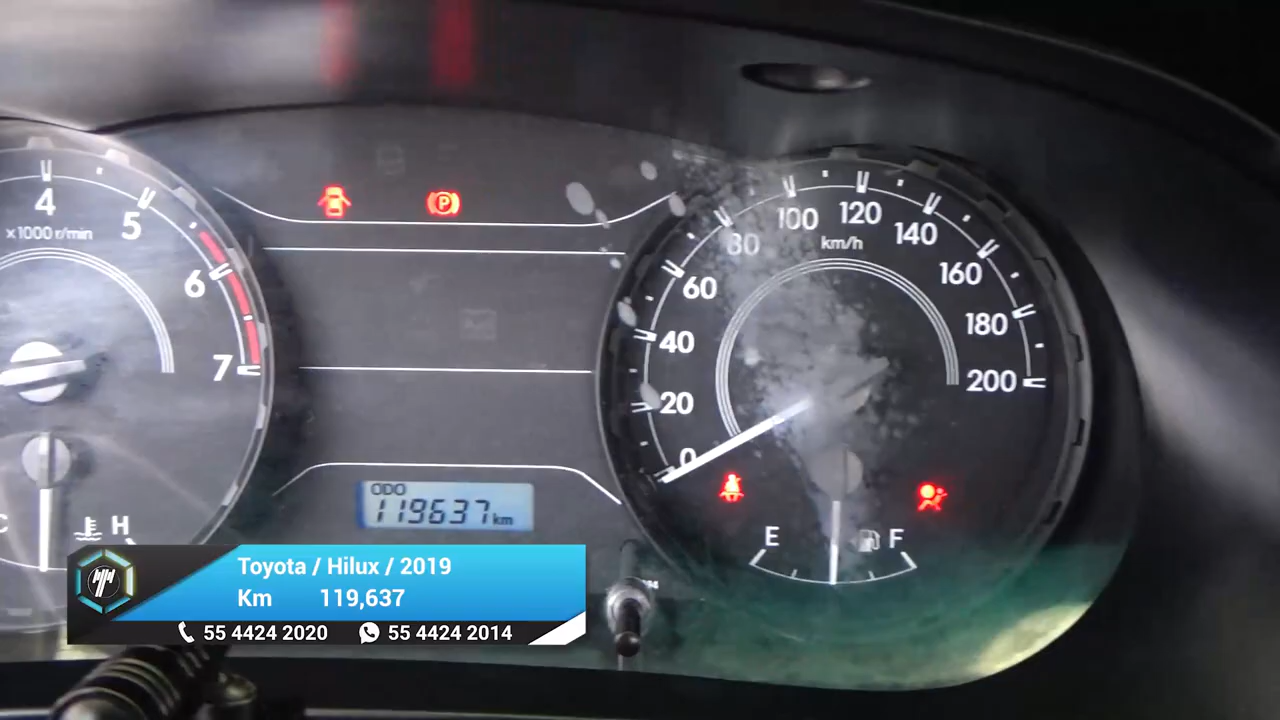 4
5
6
7
x1000 r/min
C
H
P
ODO
119637 km
0
20
40
60
80
100
120
140
160
180
200
km/h
E
F
Toyota / Hilux / 2019
Km 119,637
55 4424 2020 55 4424 2014